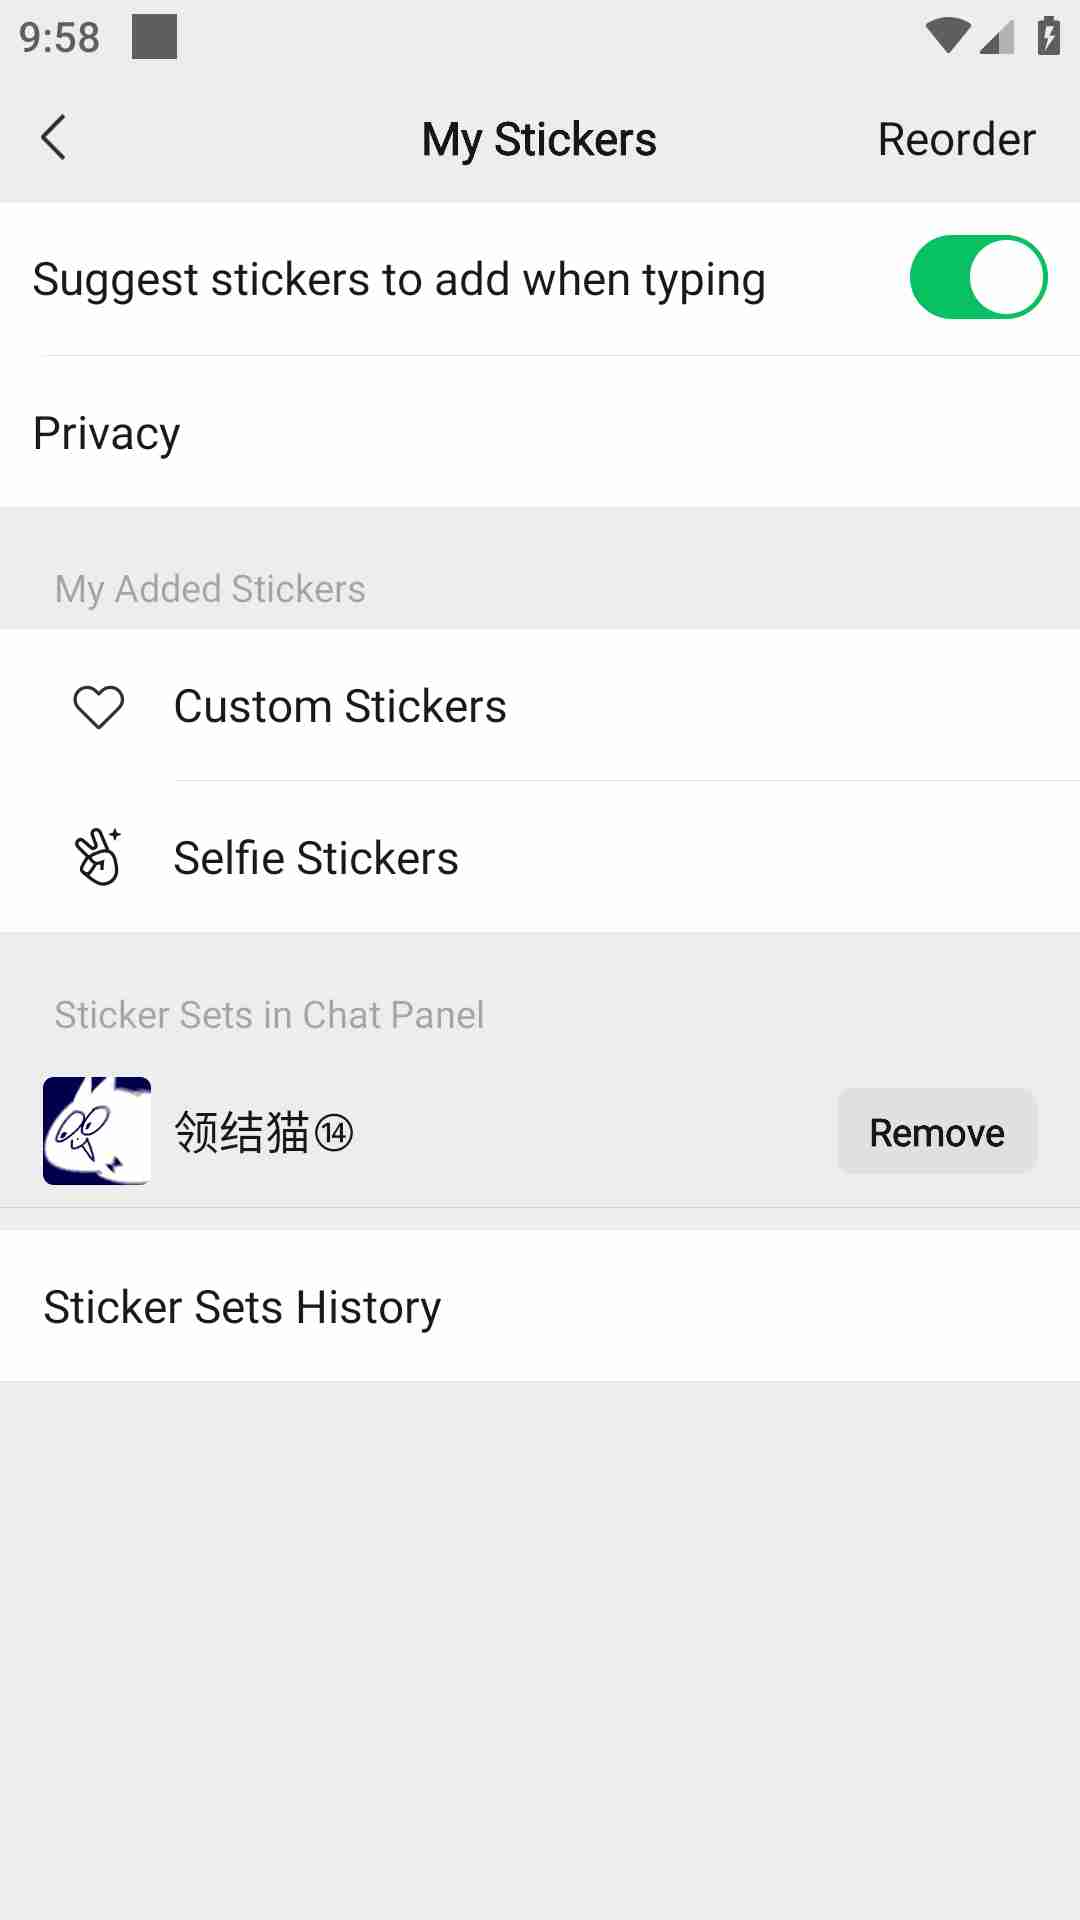 9:58
My Stickers
Reorder
Suggest stickers to add when typing
Privacy
My Added Stickers
Custom Stickers
Selfie Stickers
Sticker Sets in Chat Panel
领结猫⑭
Remove
Sticker Sets History